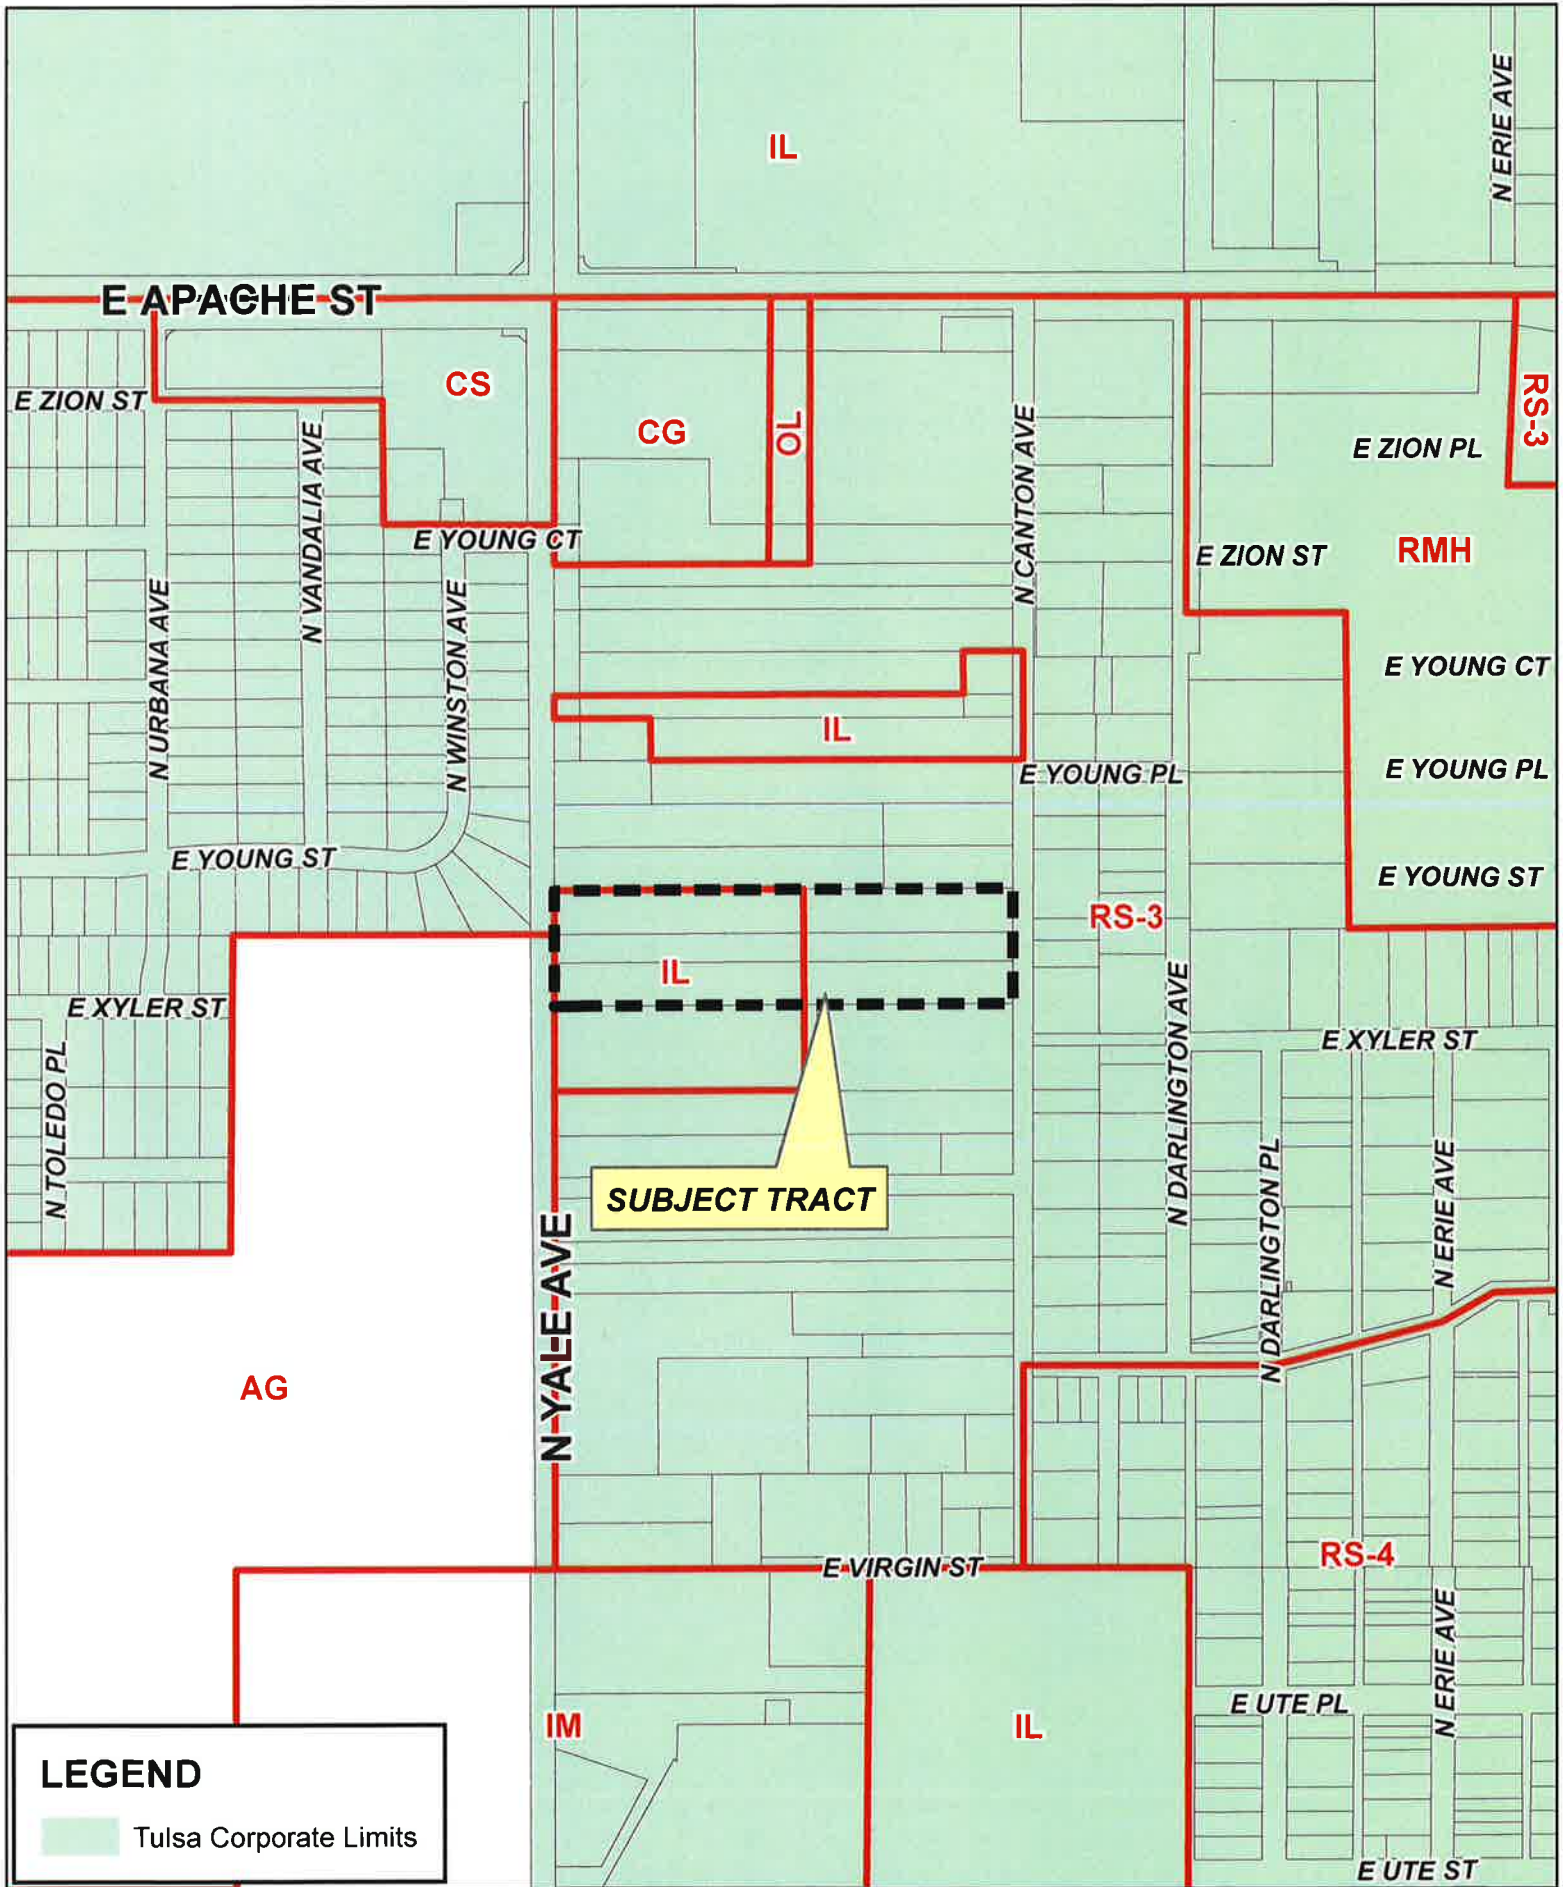 IL
N ERIE AVE
E APACHE ST
CS
E ZION ST
CG
OL
RS-3
N VANDALIA AVE
N CANTON AVE
E ZION PL
E YOUNG CT
E ZION ST
RMH
N URBANA AVE
N WINSTON AVE
E YOUNG CT
IL
E YOUNG PL
E YOUNG PL
E YOUNG ST
E YOUNG ST
RS-3
IL
E XYLER ST
N DARLINGTON AVE
E XYLER ST
N TOLEDO PL
SUBJECT TRACT
N DARLINGTON PL
N ERIE AVE
N YALE AVE
AG
RS-4
E VIRGIN ST
N ERIE AVE
E UTE PL
IM
IL
LEGEND
Tulsa Corporate Limits
E UTE ST